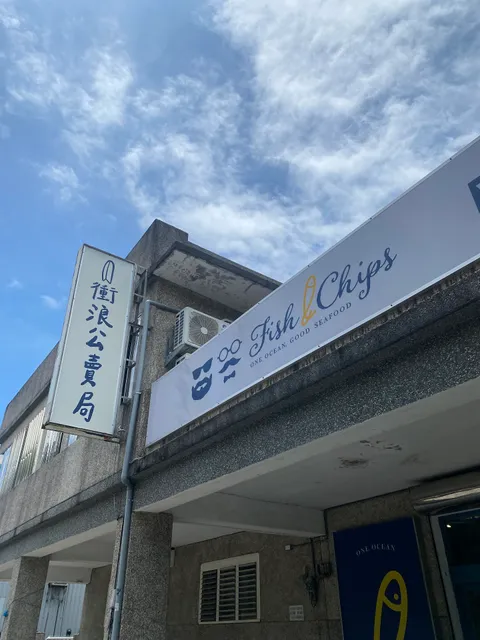 衝浪公賣局
Fish & Chips
ONE OCEAN, GOOD SEAFOOD
ONE OCEAN